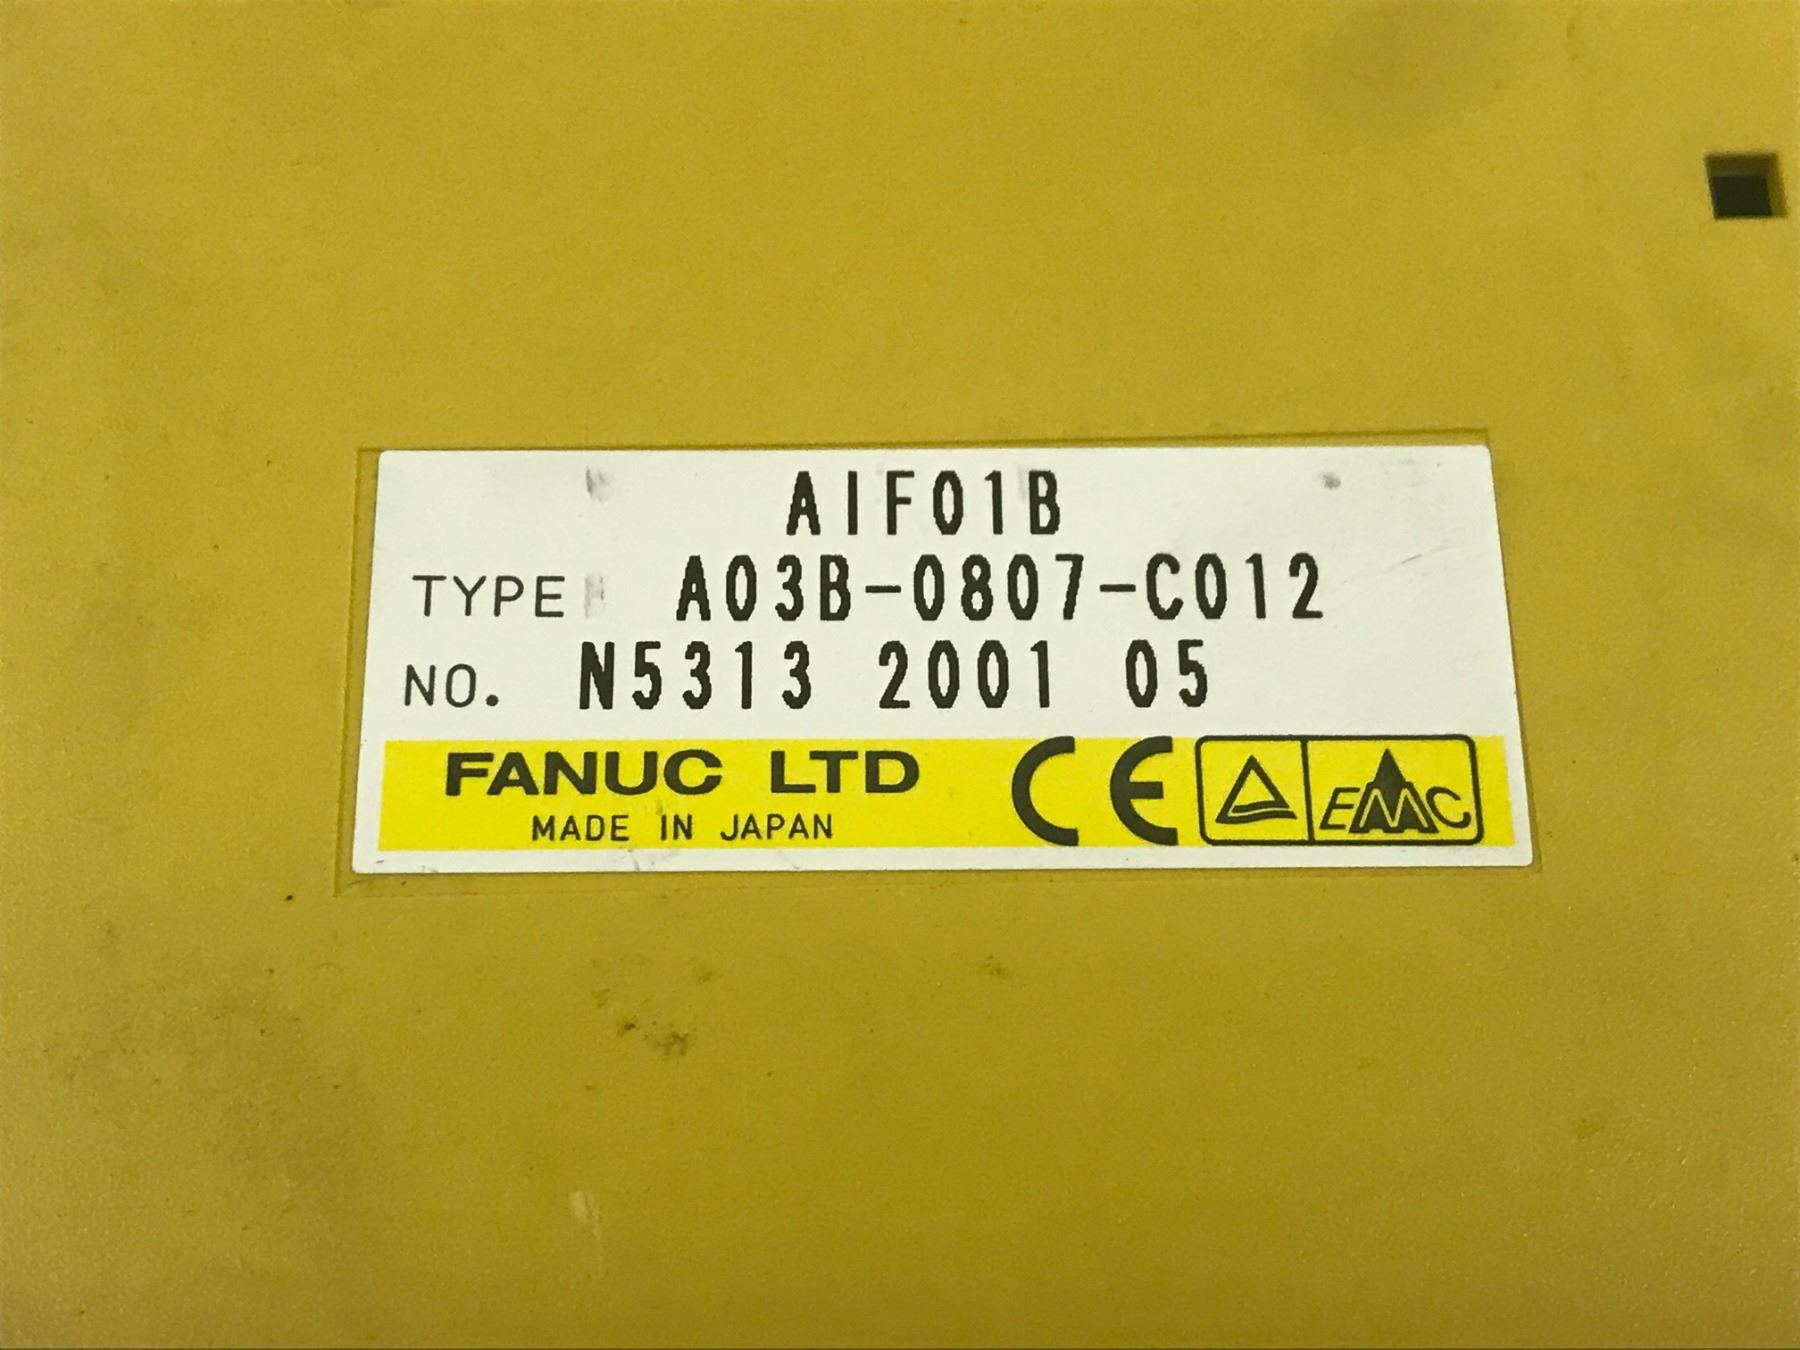 AIF01B
TYPE A03B-0807-C012
NO. N5313 2001 05
FANUC LTD CE EMC
MADE IN JAPAN